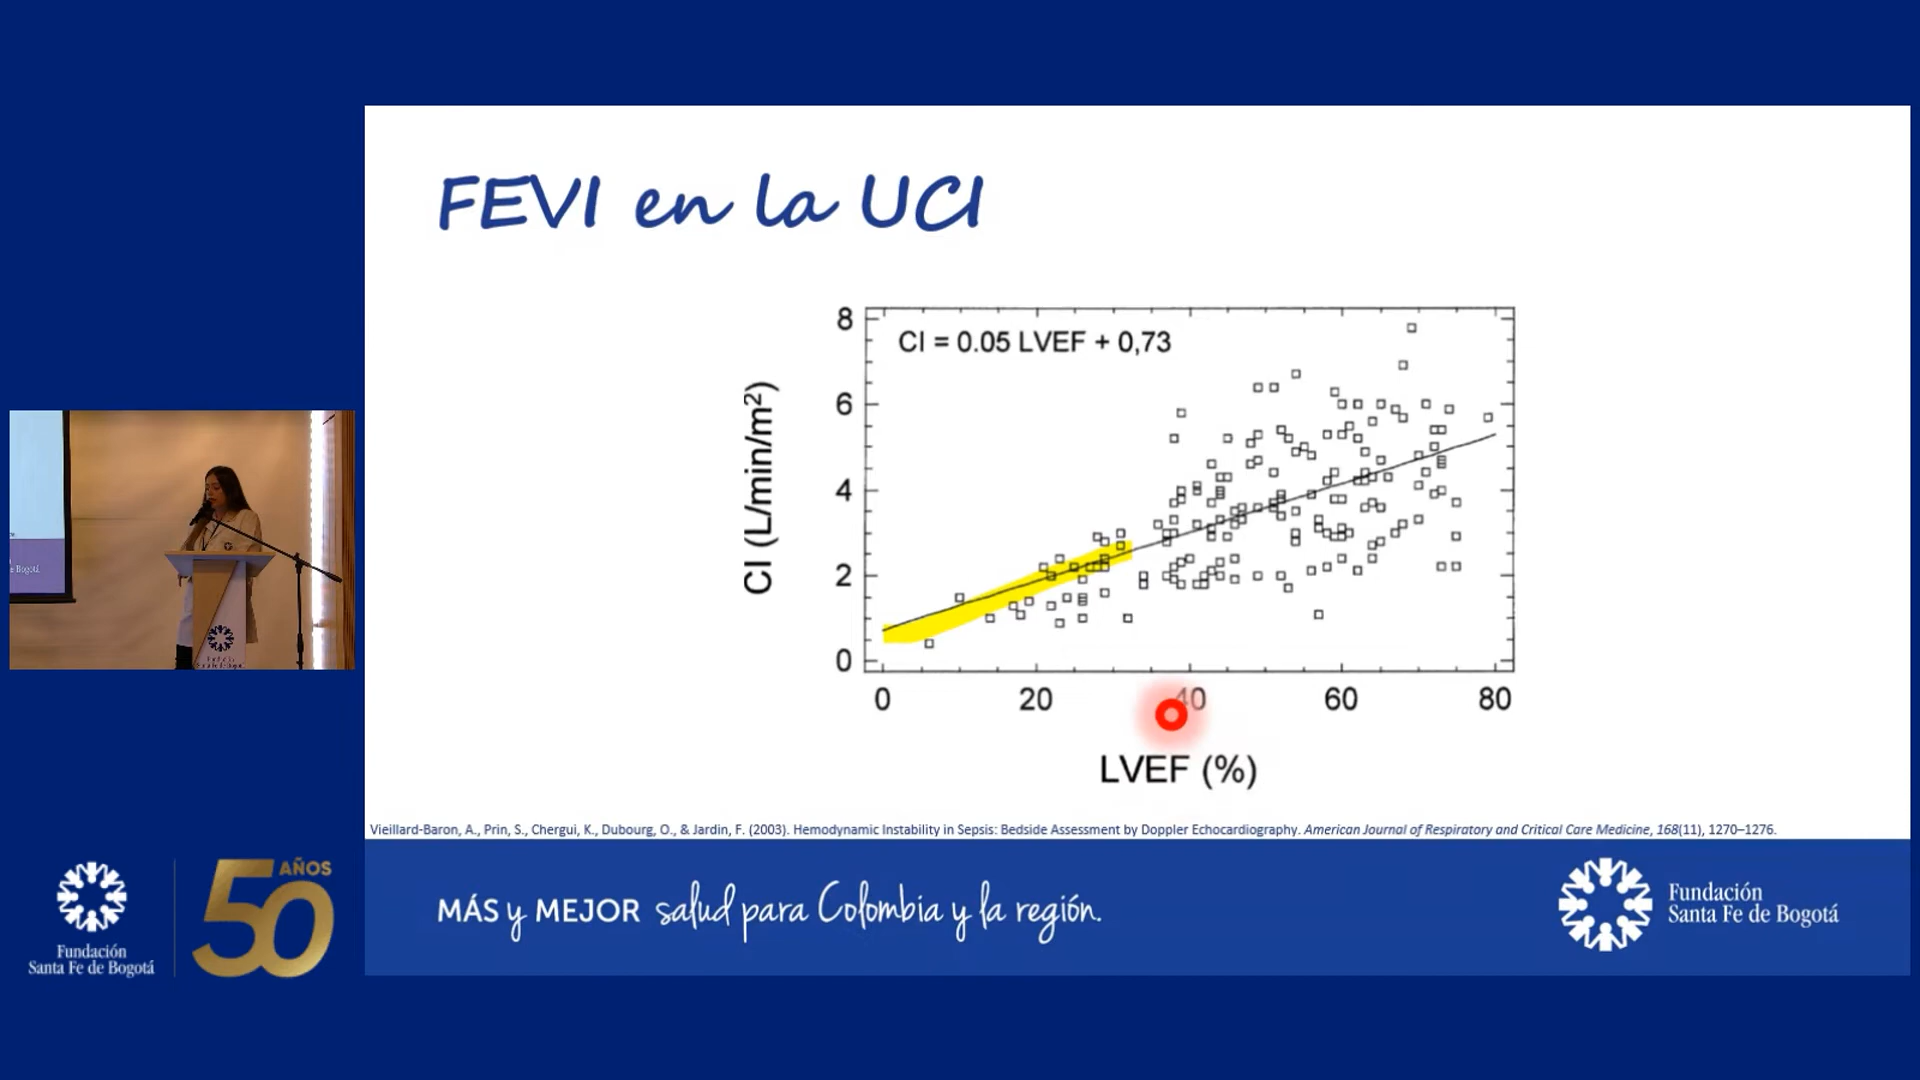 FEVI en la UCI
CI = 0.05 LVEF + 0,73
CI (L/min/m²)
8
6
4
2
0
0 20 40 60 80
LVEF (%)
Vieillard-Baron, A., Prin, S., Chergui, K., Dubourg, O., & Jardin, F. (2003). Hemodynamic Instability in Sepsis: Bedside Assessment by Doppler Echocardiography. American Journal of Respiratory and Critical Care Medicine, 168(11), 1270–1276.
MÁS y MEJOR salud para Colombia y la región.
Fundación
Santa Fe de Bogotá
50 AÑOS
Fundación
Santa Fe de Bogotá